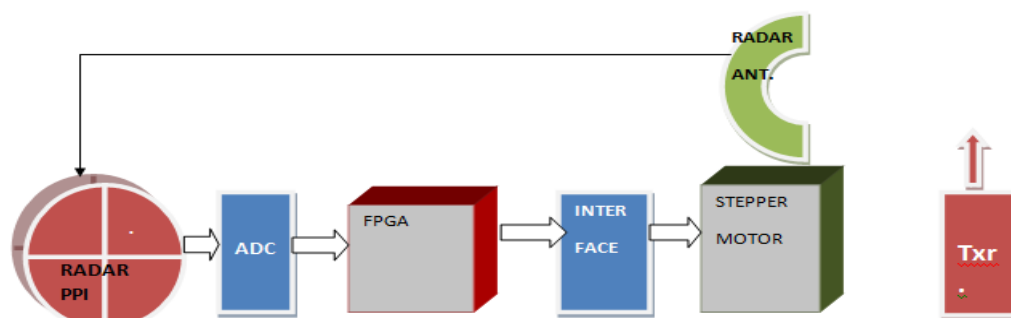 RADAR
ANT.
RADAR
PPI
ADC
FPGA
INTER
FACE
STEPPER
MOTOR
Txr
.